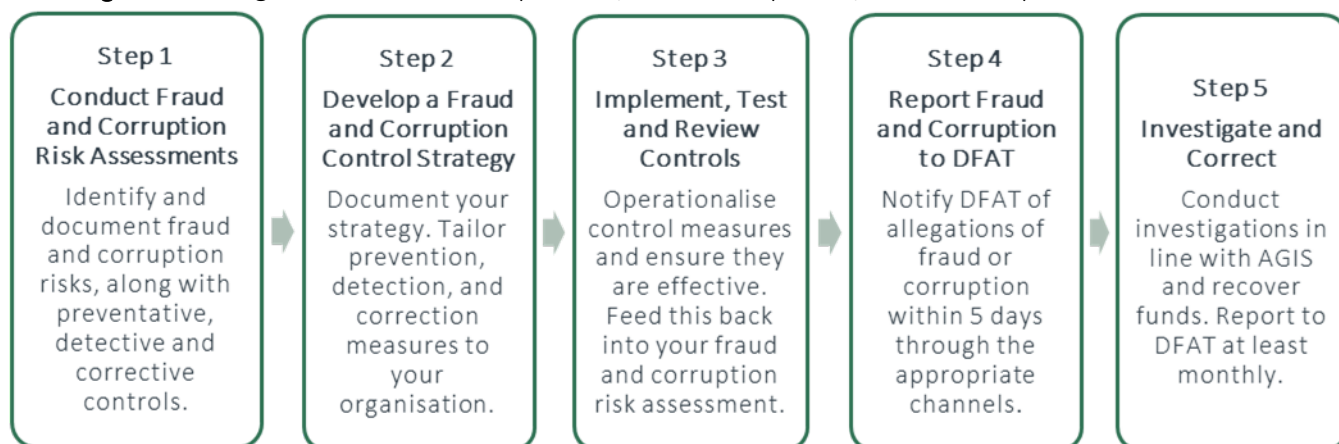 Step 1
Conduct Fraud
and Corruption
Risk Assessments
Identify and
document fraud
and corruption
risks, along with
preventative,
detective and
corrective
controls.
Step 2
Develop a Fraud
and Corruption
Control Strategy
Document your
strategy. Tailor
prevention,
detection, and
correction
measures to
your
organisation.
Step 3
Implement, Test
and Review
Controls
Operationalise
control measures
and ensure they
are effective.
Feed this back
into your fraud
and corruption
risk assessment.
Step 4
Report Fraud
and Corruption
to DFAT
Notify DFAT of
allegations of
fraud or
corruption
within 5 days
through the
appropriate
channels.
Step 5
Investigate and
Correct
Conduct
investigations in
line with AGIS
and recover
funds. Report to
DFAT at least
monthly.